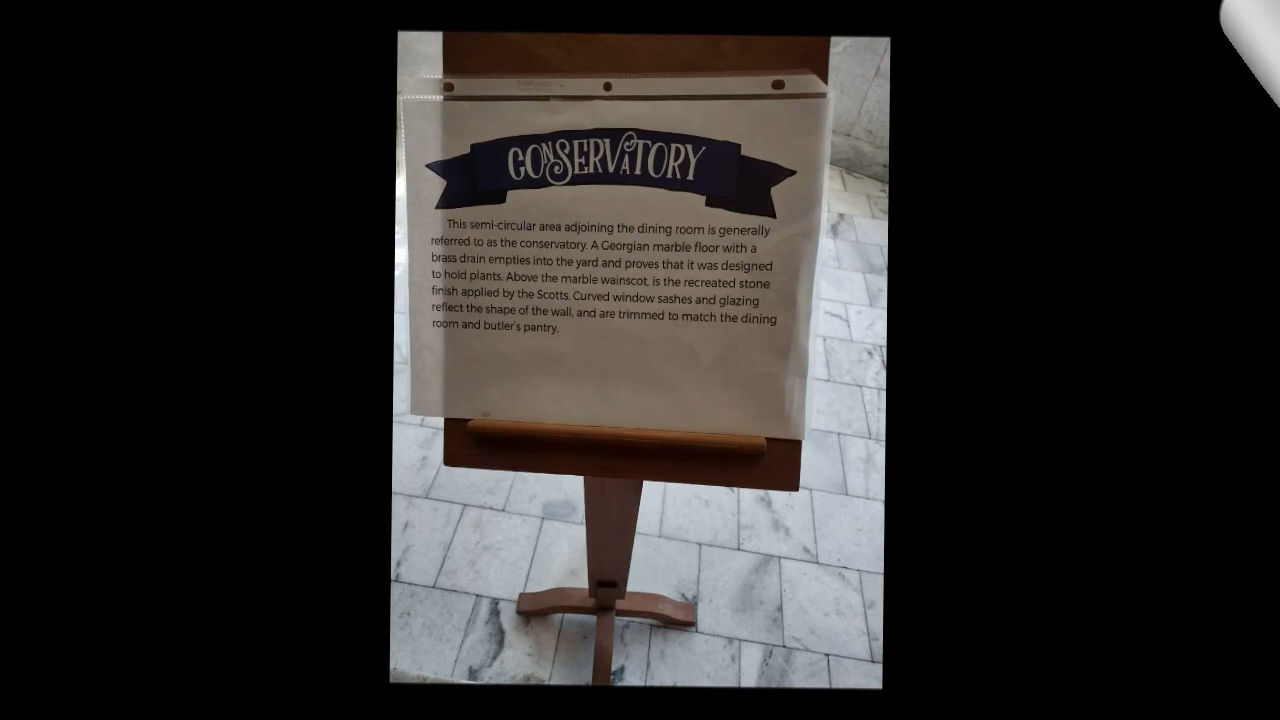 CONSERVATORY
This semi-circular area adjoining the dining room is generally
referred to as the conservatory. A Georgian marble floor with a
brass drain empties into the yard and proves that it was designed
to hold plants. Above the marble wainscot, is the recreated stone
finish applied by the Scotts. Curved window sashes and glazing
reflect the shape of the wall, and are trimmed to match the dining
room and butler's pantry.